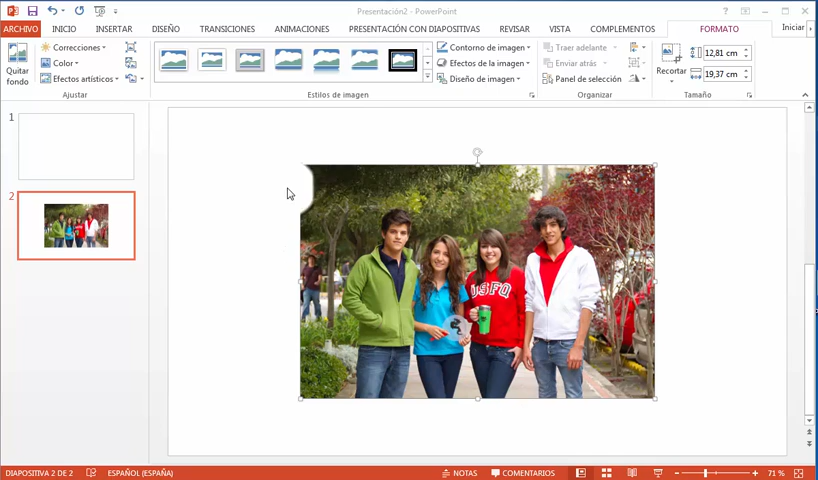 Presentación2 - PowerPoint
ARCHIVO INICIO INSERTAR DISEÑO TRANSICIONES ANIMACIONES PRESENTACIÓN CON DIAPOSITIVAS REVISAR VISTA COMPLEMENTOS FORMATO Iniciar
Quitar fondo
Correcciones
Color
Efectos artísticos
Ajustar
Contorno de imagen
Efectos de la imagen
Diseño de imagen
Estilos de imagen
Traer adelante
Enviar atrás
Panel de selección
Organizar
Recortar
12,81 cm
19,37 cm
Tamaño
1
2
USFQ
DIAPOSITIVA 2 DE 2 ESPAÑOL (ESPAÑA) NOTAS COMENTARIOS 71 %